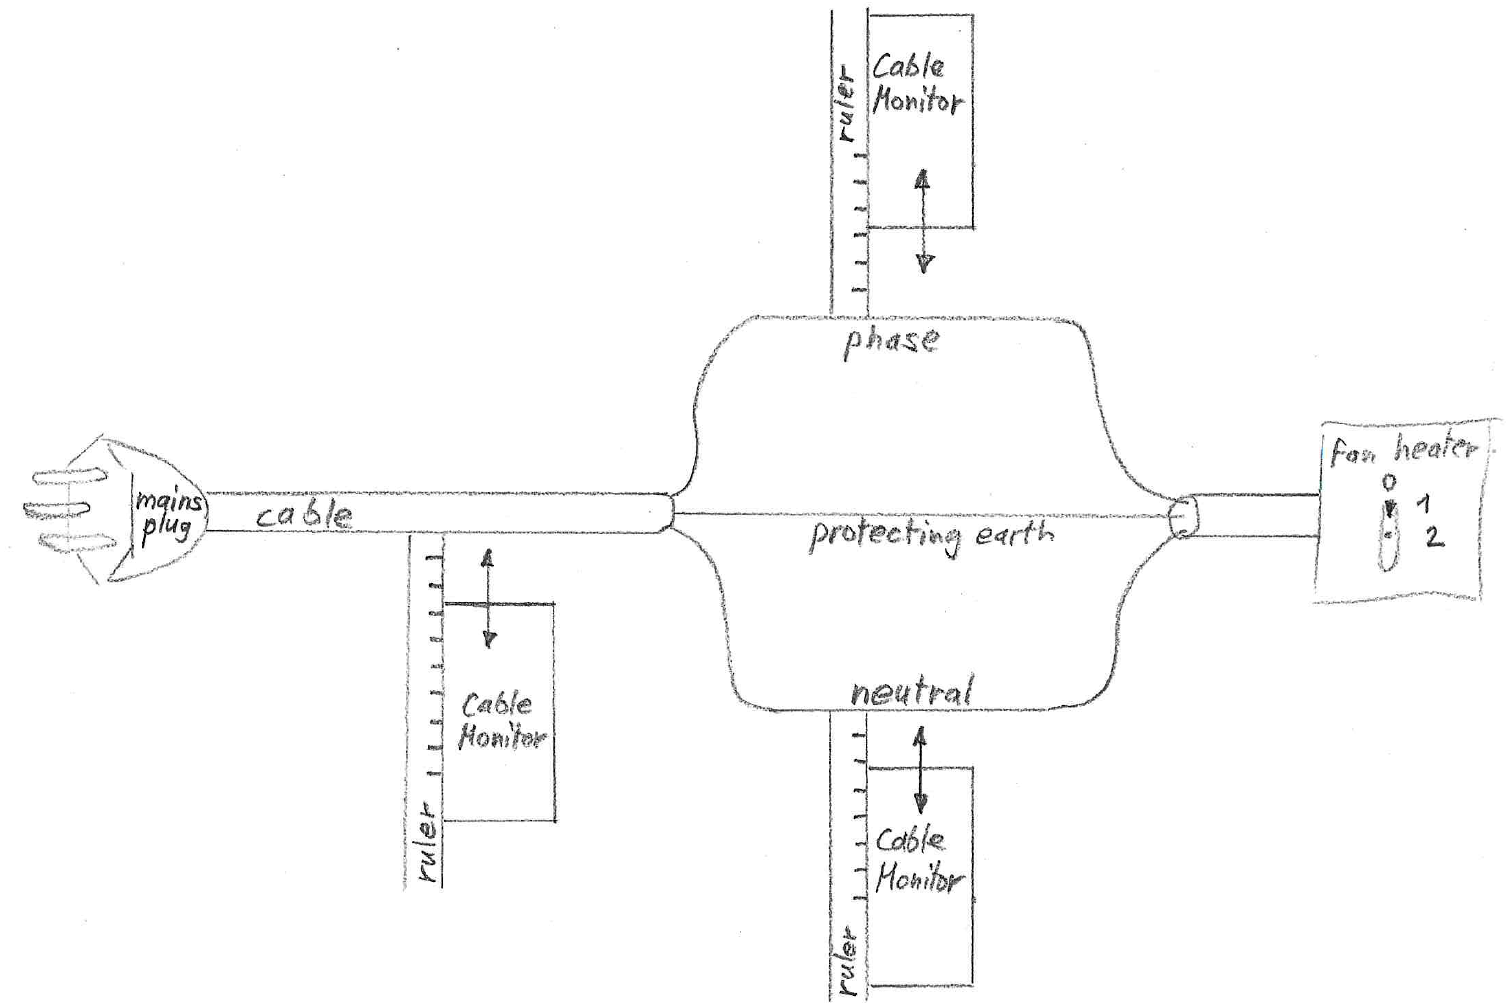 ruler
Cable
Monitor
phase
mains
plug
cable
protecting earth
fan heater
0
1
2
neutral
Cable
Monitor
ruler
Cable
Monitor
ruler